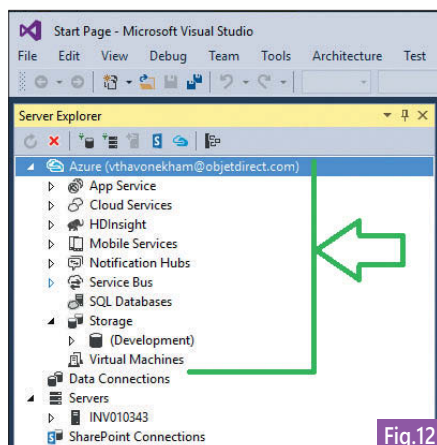 Start Page - Microsoft Visual Studio
File Edit View Debug Team Tools Architecture Test
Server Explorer
Azure (vthavonekham@objetdirect.com)
App Service
Cloud Services
HDInsight
Mobile Services
Notification Hubs
Service Bus
SQL Databases
Storage
(Development)
Virtual Machines
Data Connections
Servers
INV010343
SharePoint Connections
Fig.12